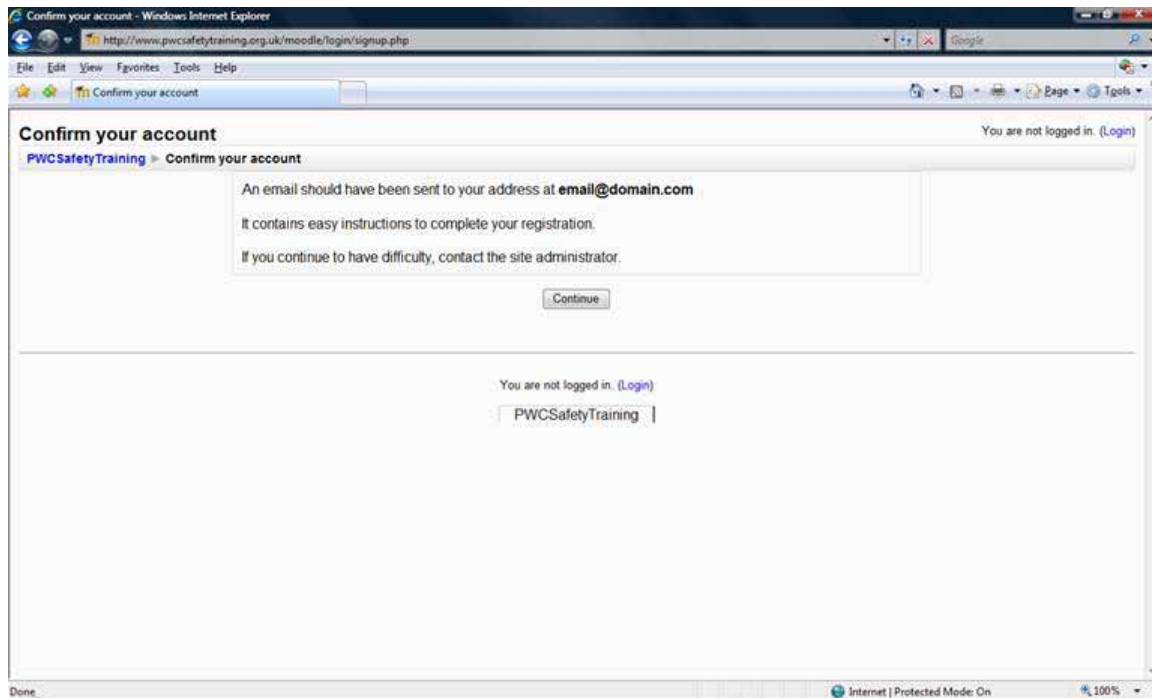 Confirm your account - Windows Internet Explorer
http://www.pwcsafetytraining.org.uk/moodle/login/signup.php
Google
File Edit View Favorites Tools Help
Confirm your account
Page Tools
Confirm your account
You are not logged in. (Login)
PWCSafetyTraining ► Confirm your account
An email should have been sent to your address at email@domain.com
It contains easy instructions to complete your registration.
If you continue to have difficulty, contact the site administrator.
Continue
You are not logged in. (Login)
PWCSafetyTraining
Done
Internet | Protected Mode: On
100%